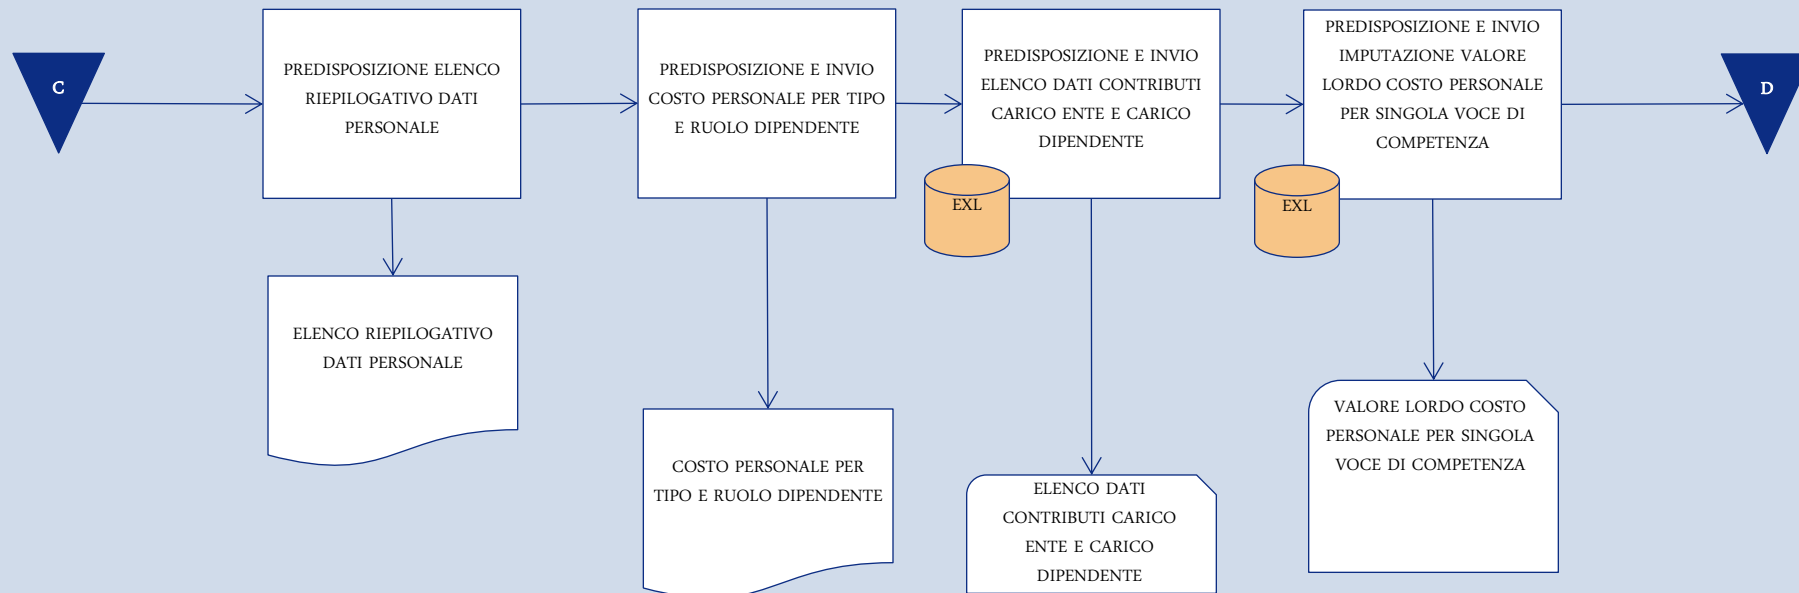 C
PREDISPOSIZIONE ELENCO
RIEPILOGATIVO DATI
PERSONALE
PREDISPOSIZIONE E INVIO
COSTO PERSONALE PER TIPO
E RUOLO DIPENDENTE
PREDISPOSIZIONE E INVIO
ELENCO DATI CONTRIBUTI
CARICO ENTE E CARICO
DIPENDENTE
EXL
PREDISPOSIZIONE E INVIO
IMPUTAZIONE VALORE
LORDO COSTO PERSONALE
PER SINGOLA VOCE DI
COMPETENZA
EXL
D
ELENCO RIEPILOGATIVO
DATI PERSONALE
COSTO PERSONALE PER
TIPO E RUOLO DIPENDENTE
ELENCO DATI
CONTRIBUTI CARICO
ENTE E CARICO
DIPENDENTE
VALORE LORDO COSTO
PERSONALE PER SINGOLA
VOCE DI COMPETENZA